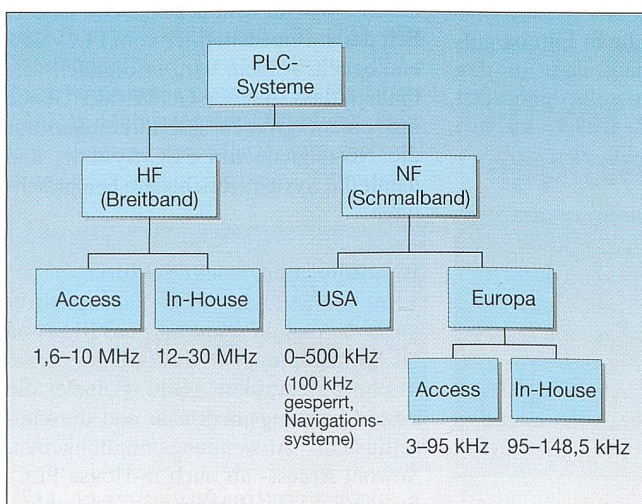 PLC-
Systeme
HF
(Breitband)
NF
(Schmalband)
Access
In-House
USA
Europa
1,6–10 MHz
12–30 MHz
0–500 kHz
(100 kHz
gesperrt,
Navigations-
systeme)
Access
In-House
3–95 kHz
95–148,5 kHz